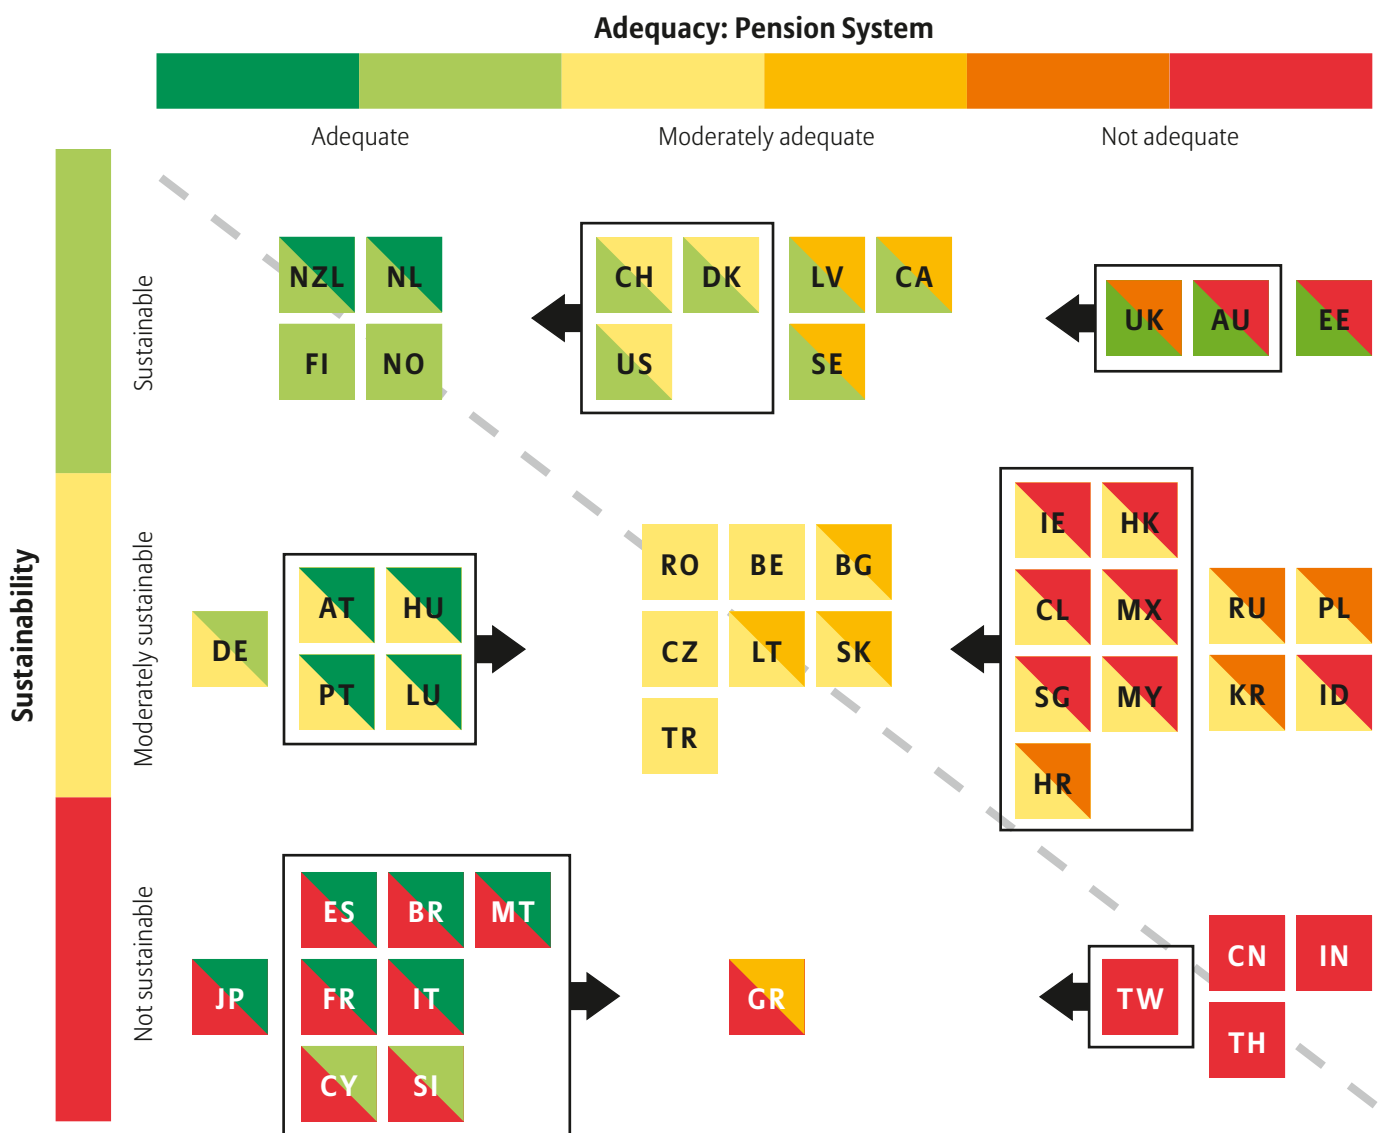 Adequacy: Pension System
Adequate
Moderately adequate
Not adequate
Sustainability
Sustainable
NZL NL
FI NO
CH DK
US
LV CA
SE
UK AU EE
Moderately sustainable
DE
AT HU
PT LU
RO BE BG
CZ LT SK
TR
IE HK
CL MX
SG MY
HR
RU PL
KR ID
Not sustainable
JP
ES BR MT
FR IT
CY SI
GR
TW
CN IN
TH